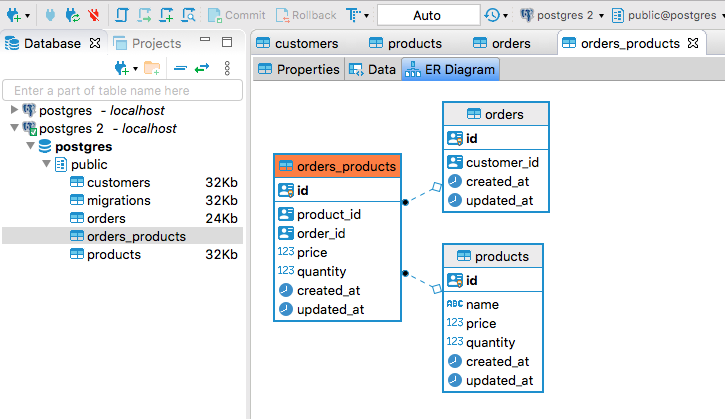 Commit Rollback Auto postgres 2 public@postgres
Database Projects
customers products orders orders_products
Properties Data ER Diagram
Enter a part of table name here
postgres - localhost
postgres 2 - localhost
postgres
public
customers 32Kb
migrations 32Kb
orders 24Kb
orders_products
products 32Kb
orders_products
id
product_id
order_id
123 price
123 quantity
created_at
updated_at
orders
id
customer_id
created_at
updated_at
products
id
ABC name
123 price
123 quantity
created_at
updated_at